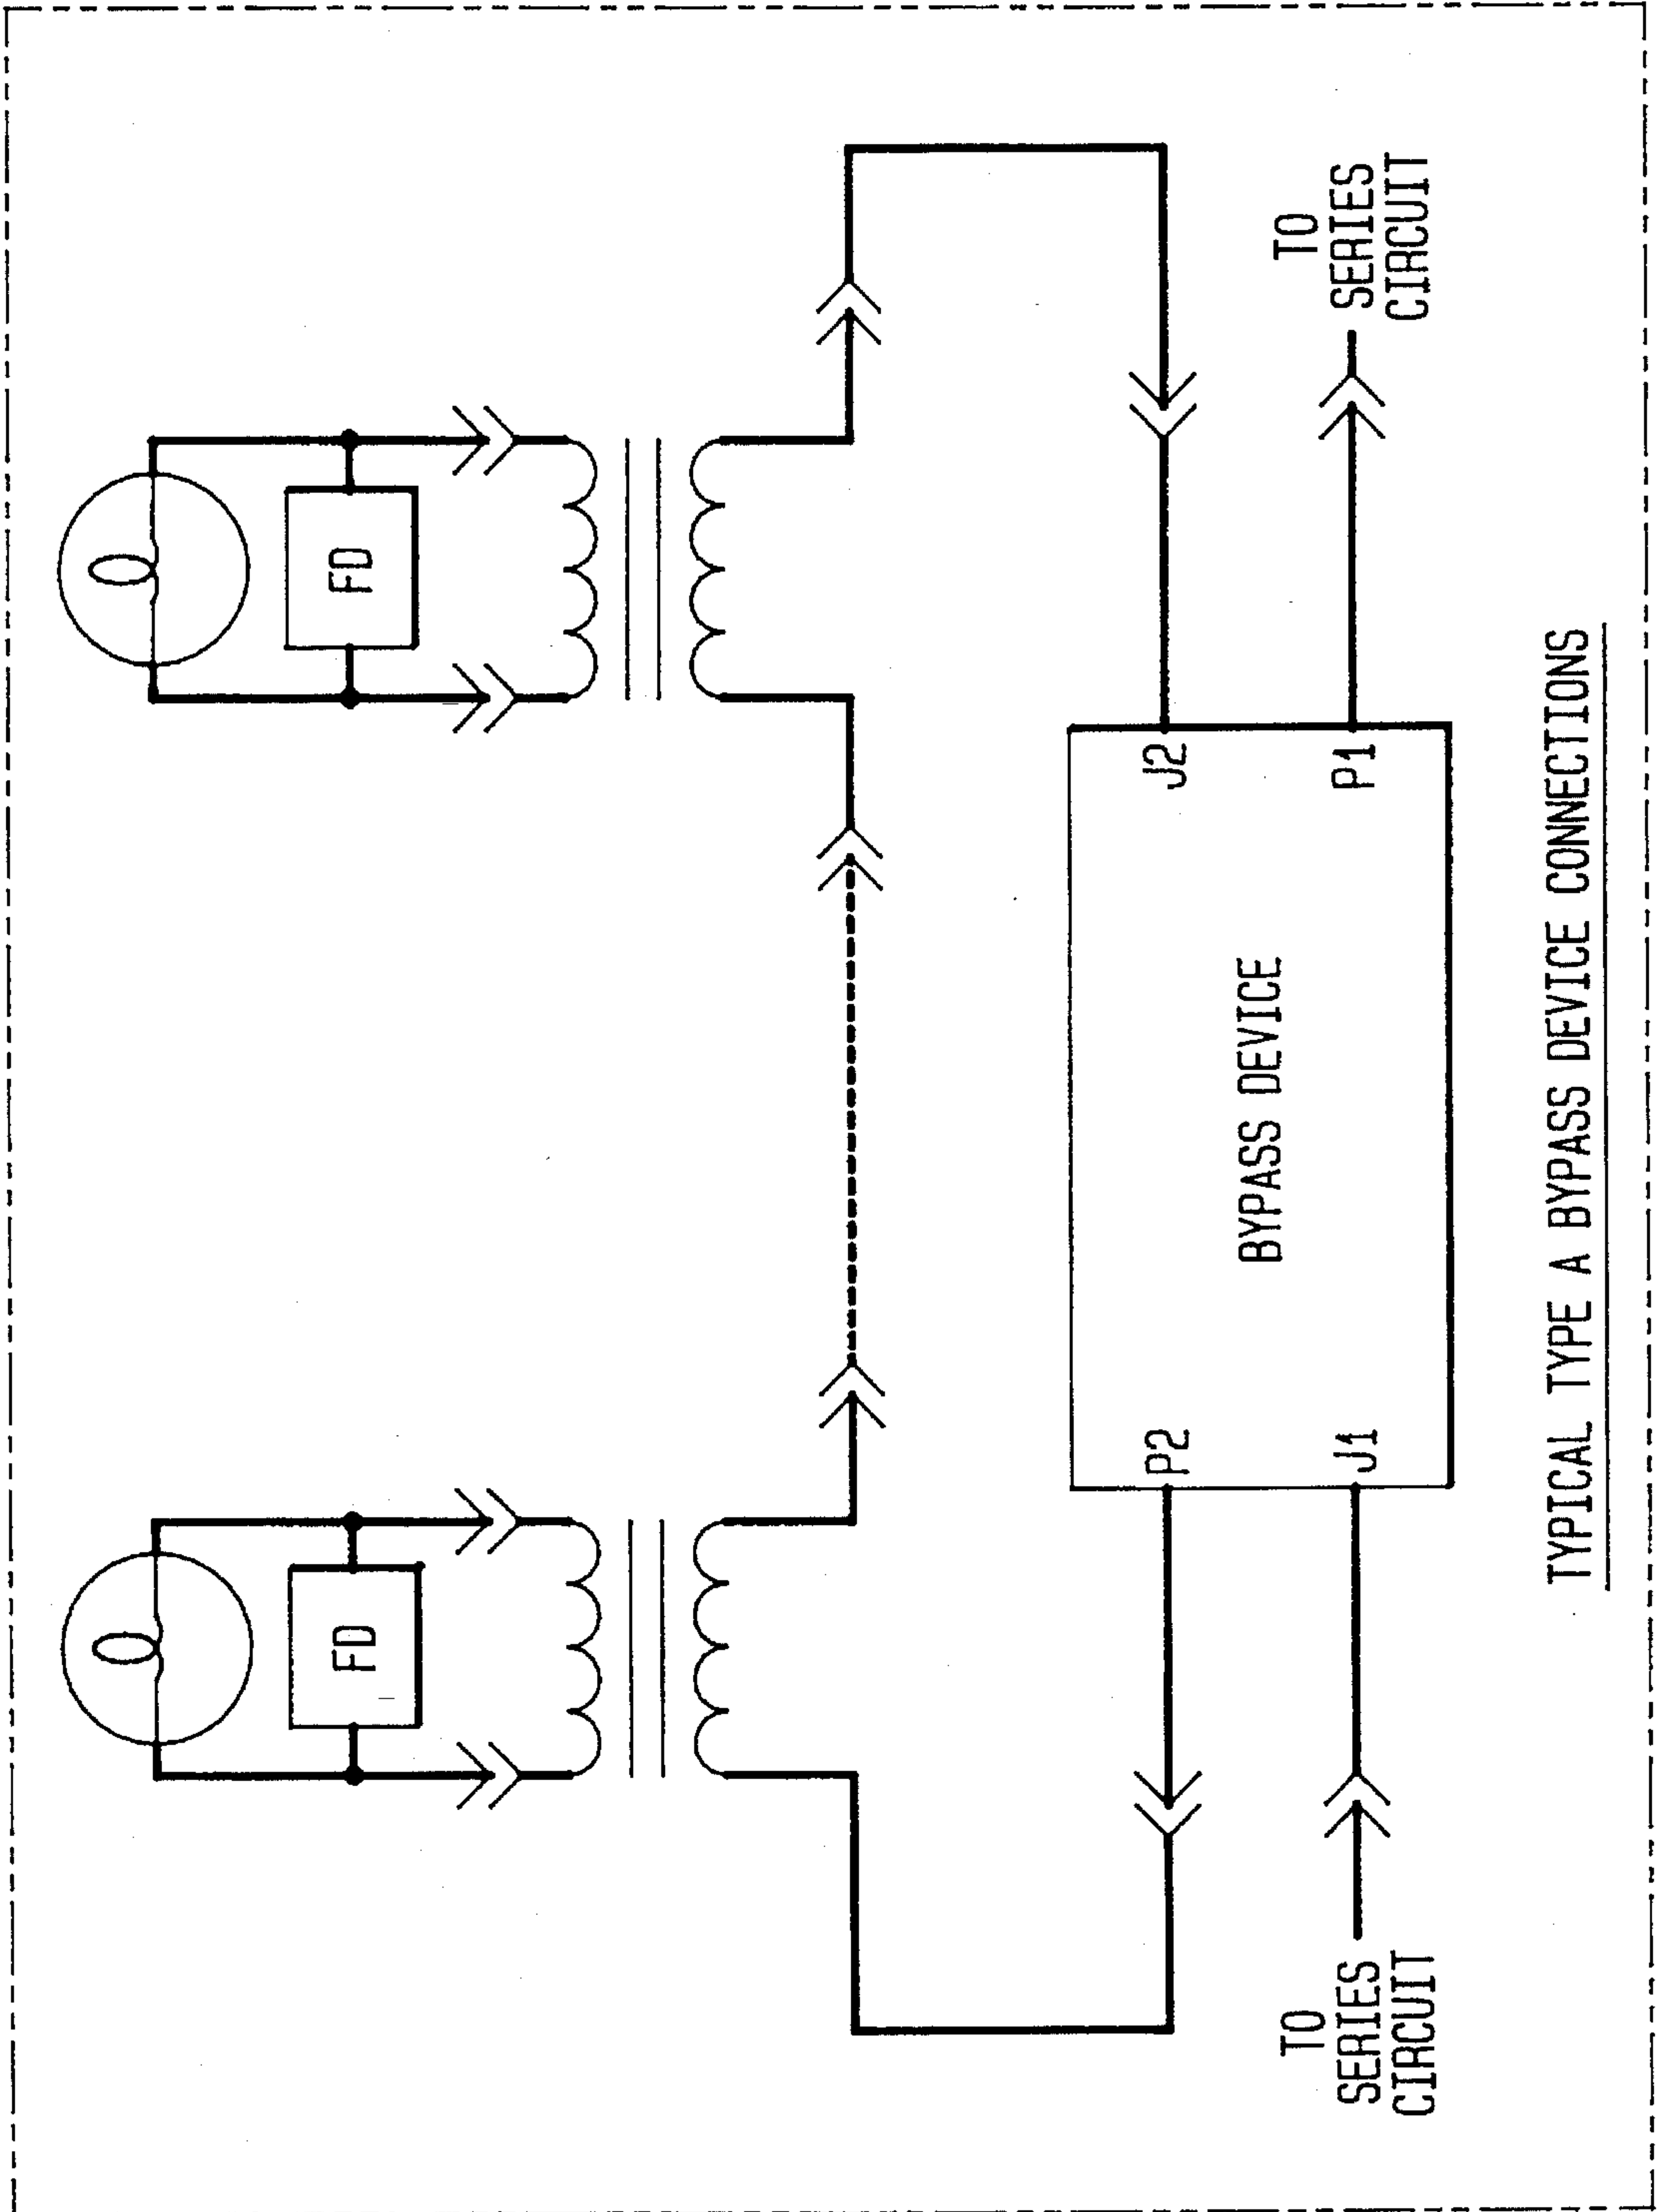 FD
FD
P2
J2
BYPASS DEVICE
J1
P1
TO
SERIES
CIRCUIT
TO
SERIES
CIRCUIT
TYPICAL TYPE A BYPASS DEVICE CONNECTIONS